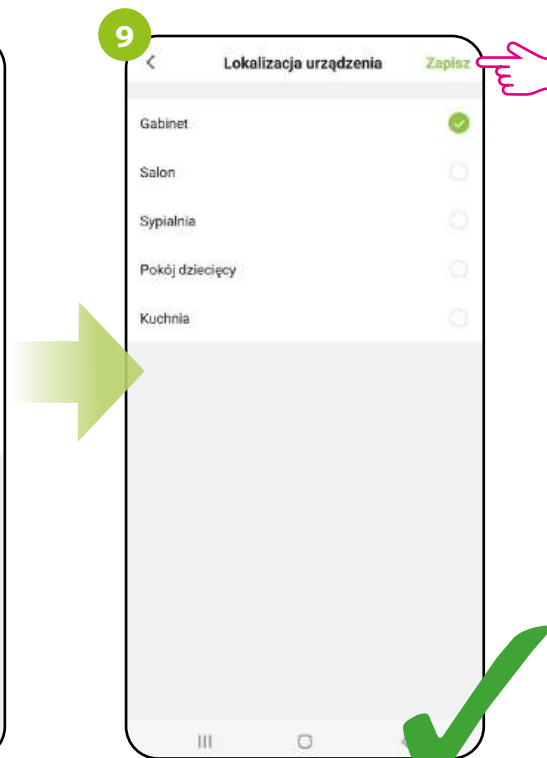 9
Lokalizacja urządzenia Zapisz
Gabinet
Salon
Sypialnia
Pokój dziecięcy
Kuchnia